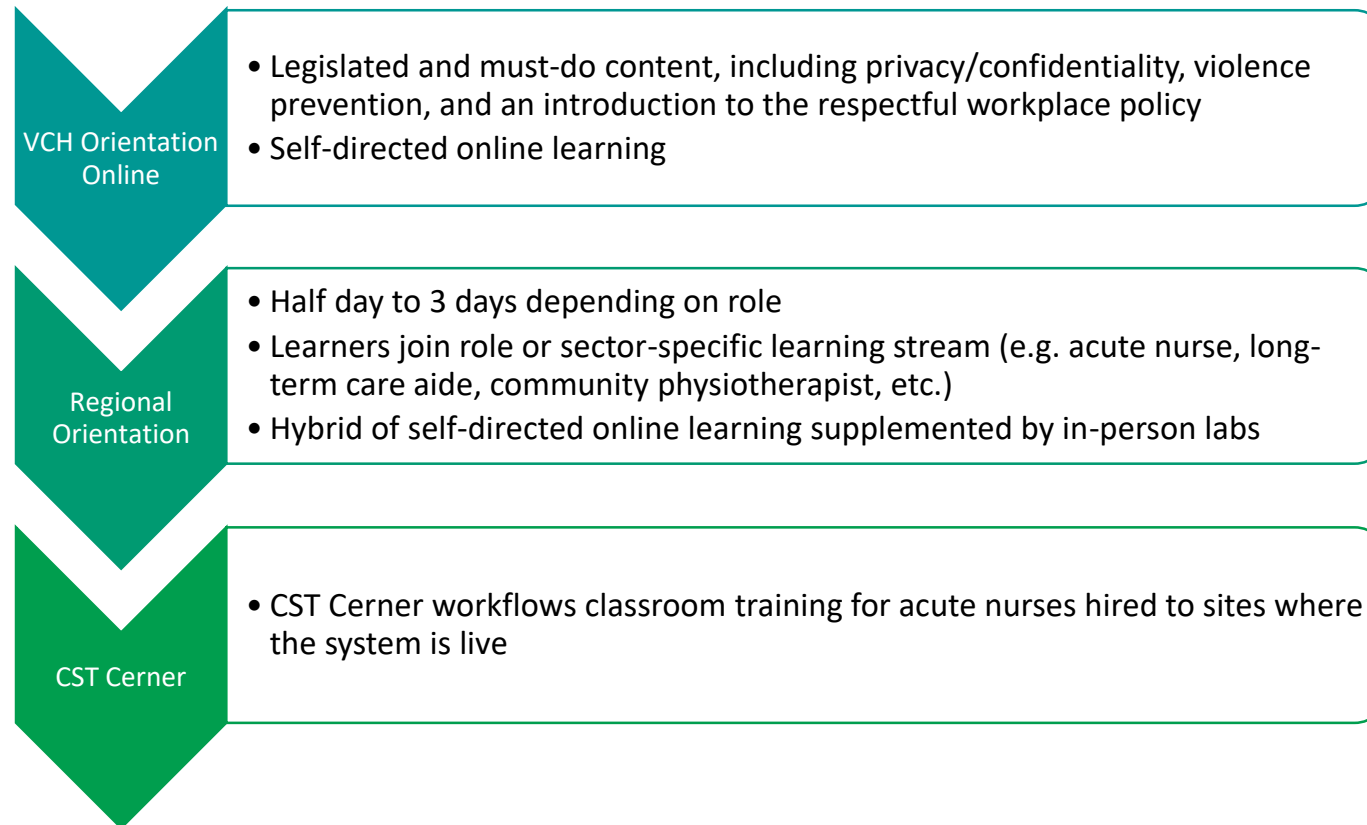 VCH Orientation
Online
• Legislated and must-do content, including privacy/confidentiality, violence
prevention, and an introduction to the respectful workplace policy
• Self-directed online learning
Regional
Orientation
• Half day to 3 days depending on role
• Learners join role or sector-specific learning stream (e.g. acute nurse, long-
term care aide, community physiotherapist, etc.)
• Hybrid of self-directed online learning supplemented by in-person labs
CST Cerner
• CST Cerner workflows classroom training for acute nurses hired to sites where
the system is live